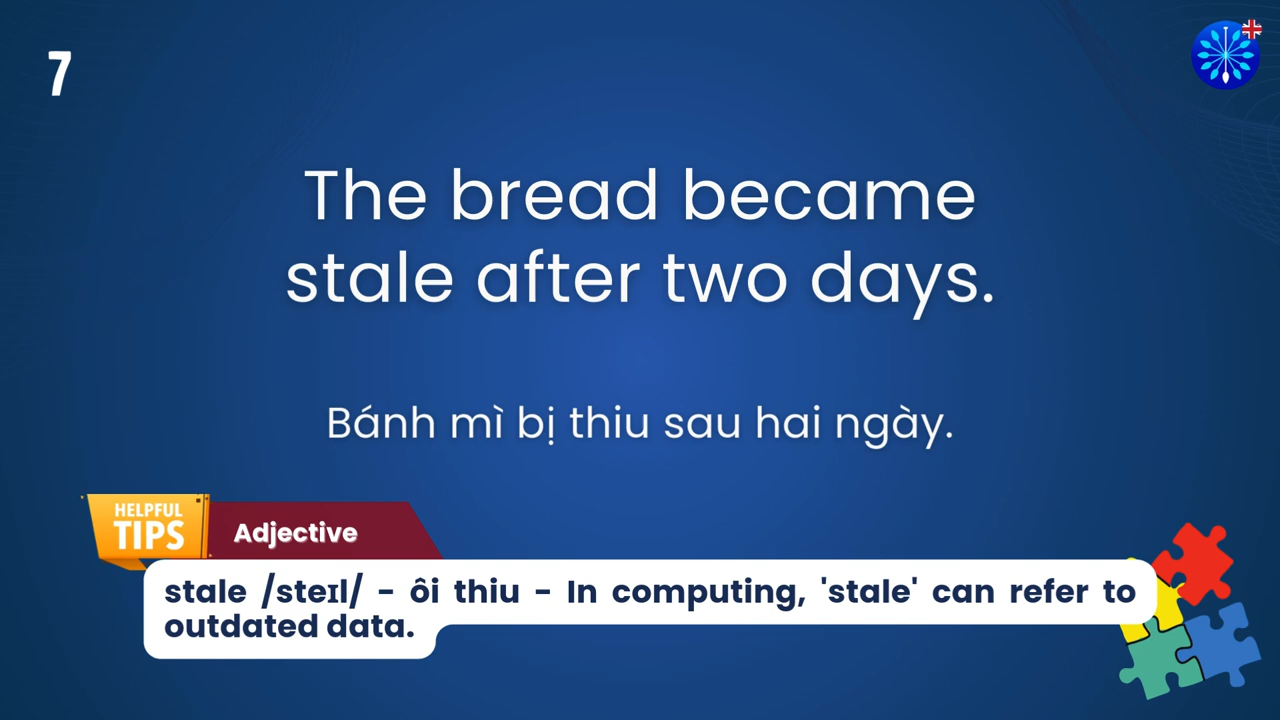 7
The bread became
stale after two days.
Bánh mì bị thiu sau hai ngày.
HELPFUL
TIPS
Adjective
stale /steɪl/ - ôi thiu - In computing, 'stale' can refer to
outdated data.